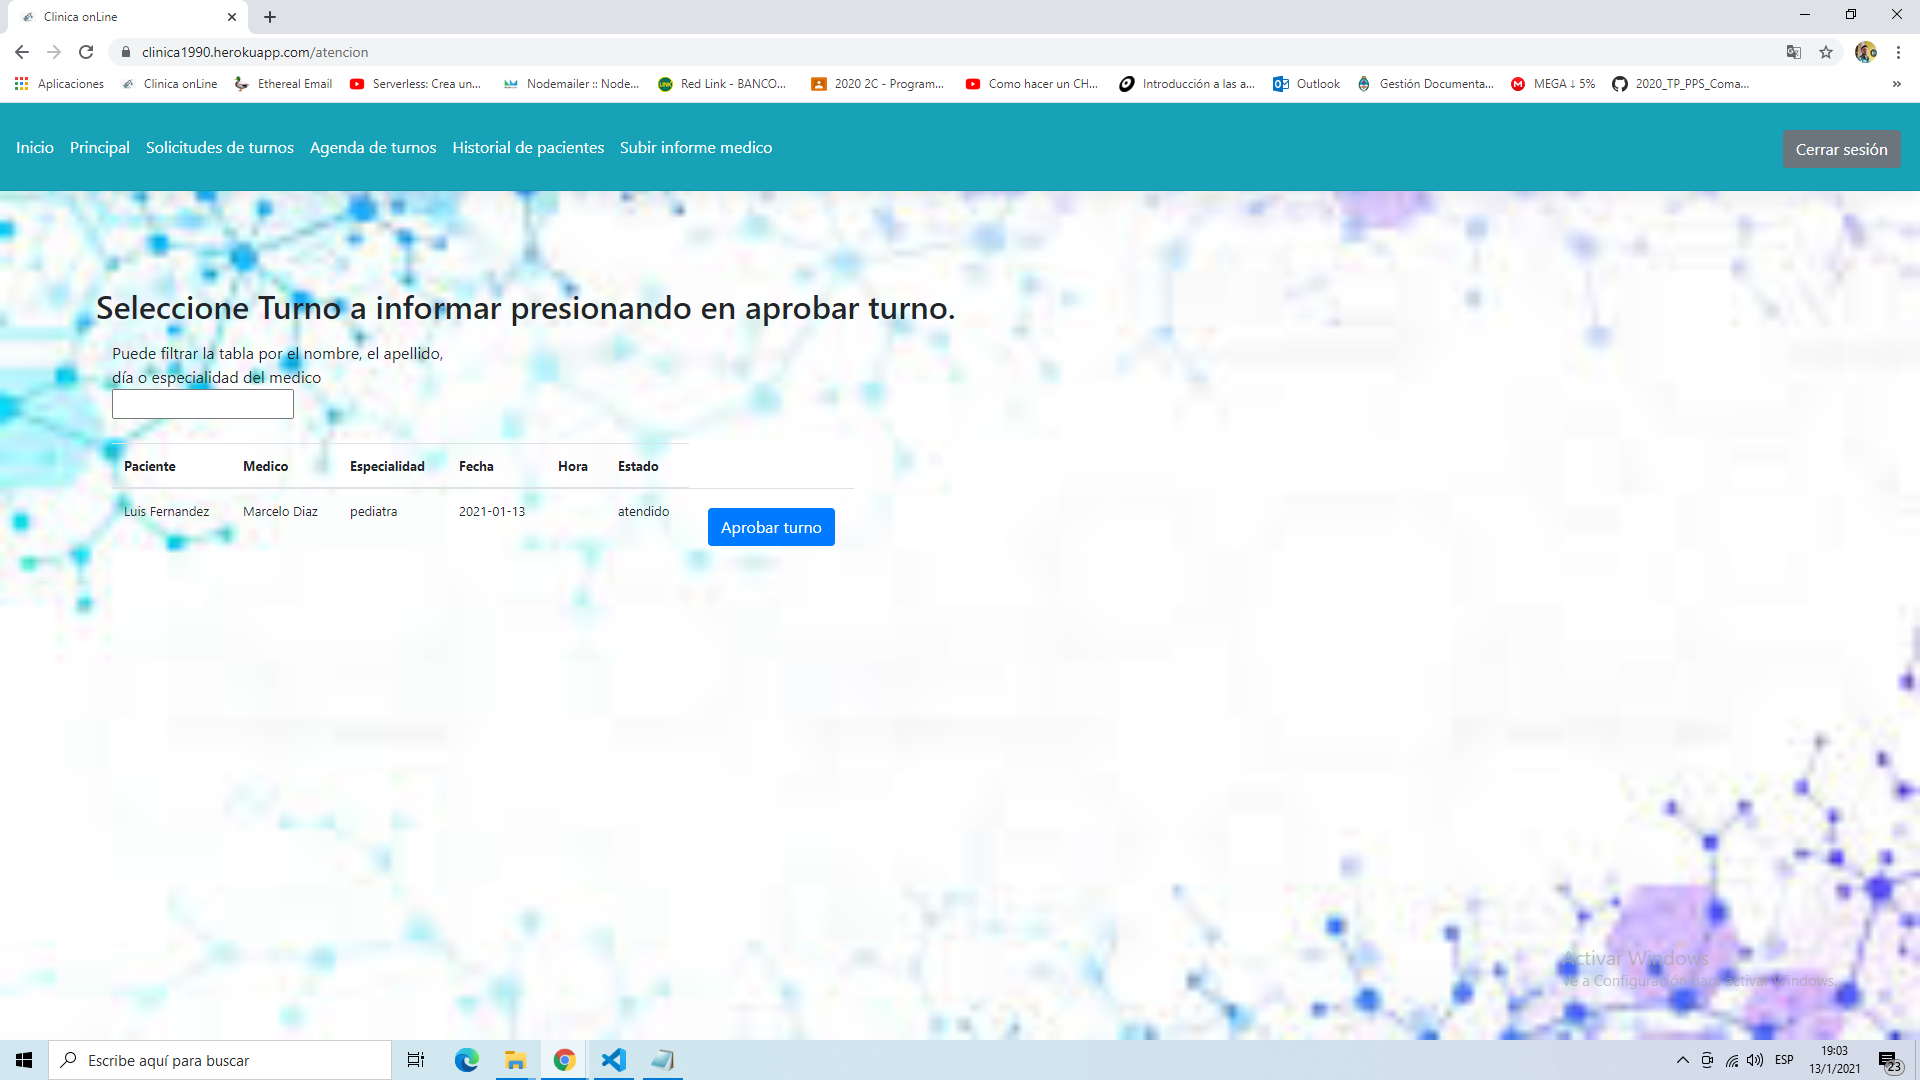 Clinica onLine
clinica1990.herokuapp.com/atencion
Aplicaciones Clinica onLine Ethereal Email Serverless: Crea un... Nodemailer :: Node... Red Link - BANCO... 2020 2C - Program... Como hacer un CH... Introducción a las a... Outlook Gestión Documenta... MEGA ↓ 5% 2020_TP_PPS_Coma... »
Inicio Principal Solicitudes de turnos Agenda de turnos Historial de pacientes Subir informe medico Cerrar sesión
Seleccione Turno a informar presionando en aprobar turno.
Puede filtrar la tabla por el nombre, el apellido,
día o especialidad del medico
Paciente Medico Especialidad Fecha Hora Estado
Luis Fernandez Marcelo Diaz pediatra 2021-01-13 atendido Aprobar turno
Activar Windows
Ve a Configuración para activar Windows.
Escribe aquí para buscar
ESP
19:03
13/1/2021
23